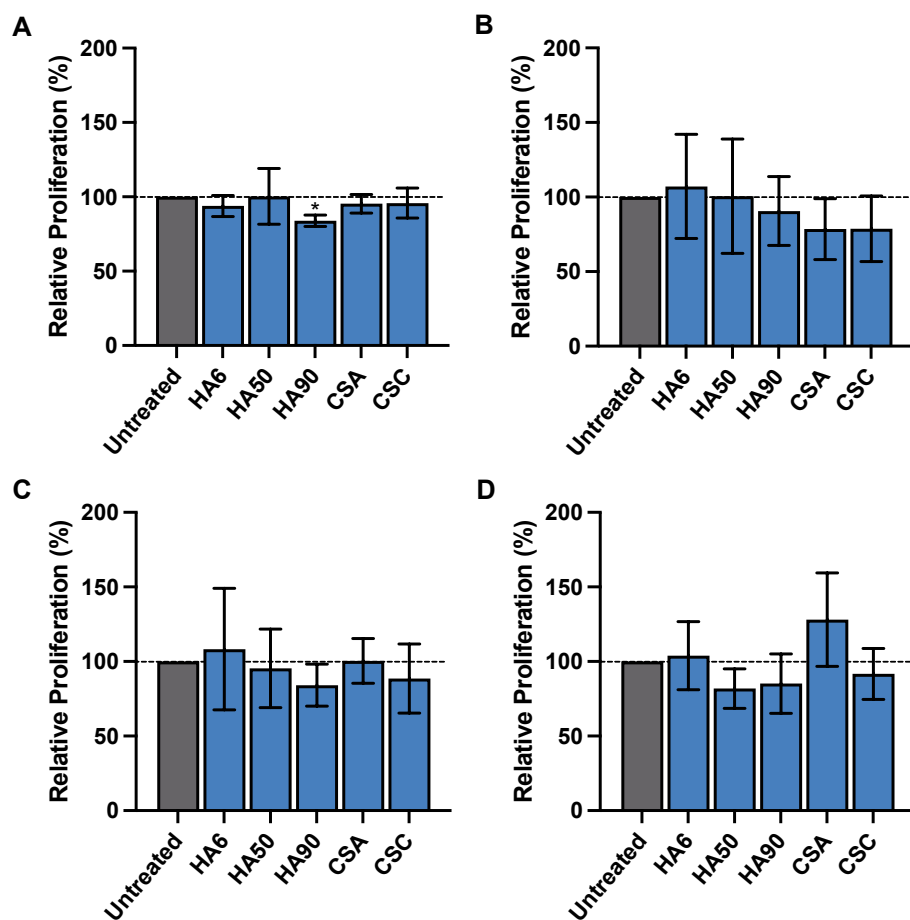 A
Relative Proliferation (%)
200
150
100
50
0
*
Untreated
HA6
HA50
HA90
CSA
CSC
B
Relative Proliferation (%)
200
150
100
50
0
Untreated
HA6
HA50
HA90
CSA
CSC
C
Relative Proliferation (%)
200
150
100
50
0
Untreated
HA6
HA50
HA90
CSA
CSC
D
Relative Proliferation (%)
200
150
100
50
0
Untreated
HA6
HA50
HA90
CSA
CSC